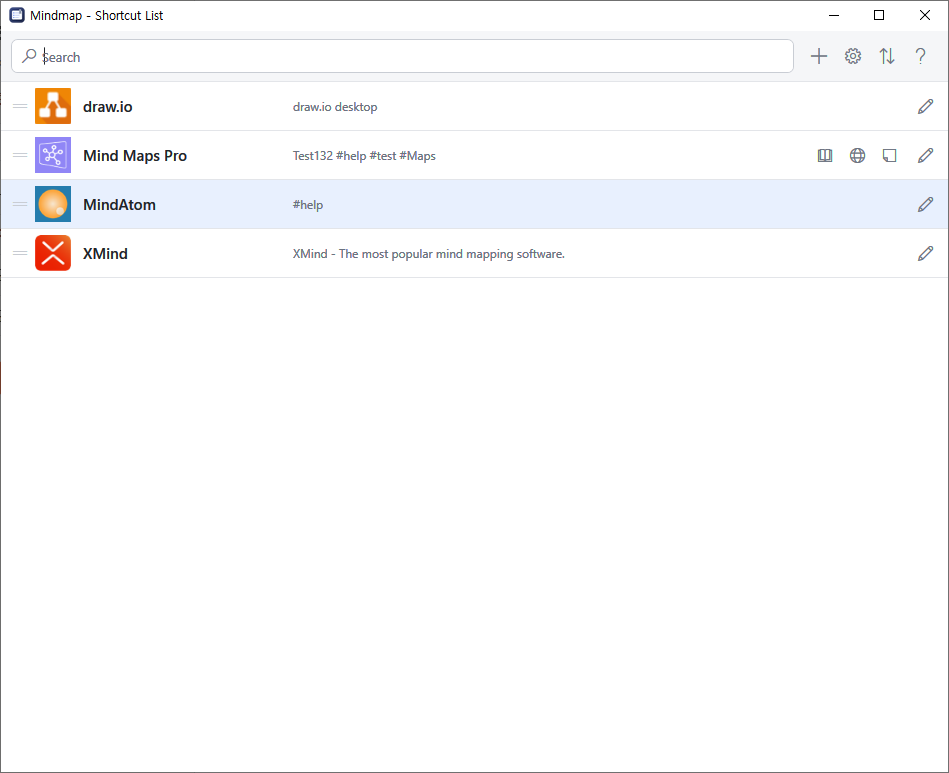 Mindmap - Shortcut List
Search
draw.io draw.io desktop
Mind Maps Pro Test132 #help #test #Maps
MindAtom #help
XMind XMind - The most popular mind mapping software.